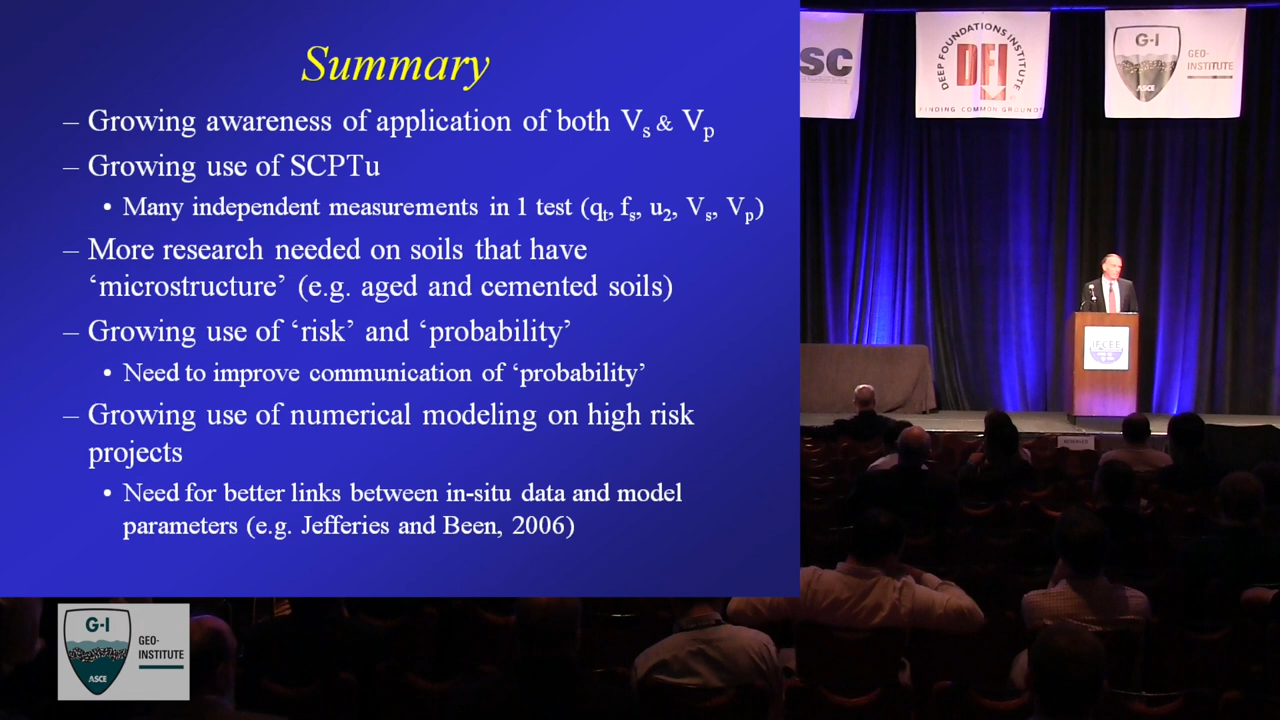 Summary
– Growing awareness of application of both Vs & Vp
– Growing use of SCPTu
• Many independent measurements in 1 test (qt, fs, u2, Vs, Vp)
– More research needed on soils that have
‘microstructure’ (e.g. aged and cemented soils)
– Growing use of ‘risk’ and ‘probability’
• Need to improve communication of ‘probability’
– Growing use of numerical modeling on high risk
projects
• Need for better links between in-situ data and model
parameters (e.g. Jefferies and Been, 2006)
SC
DEEP FOUNDATIONS INSTITUTE
DFI
FINDING COMMON GROUND
G-I
GEO-
INSTITUTE
ASCE
IFCEE
RESERVED
G-I
GEO-
INSTITUTE
ASCE